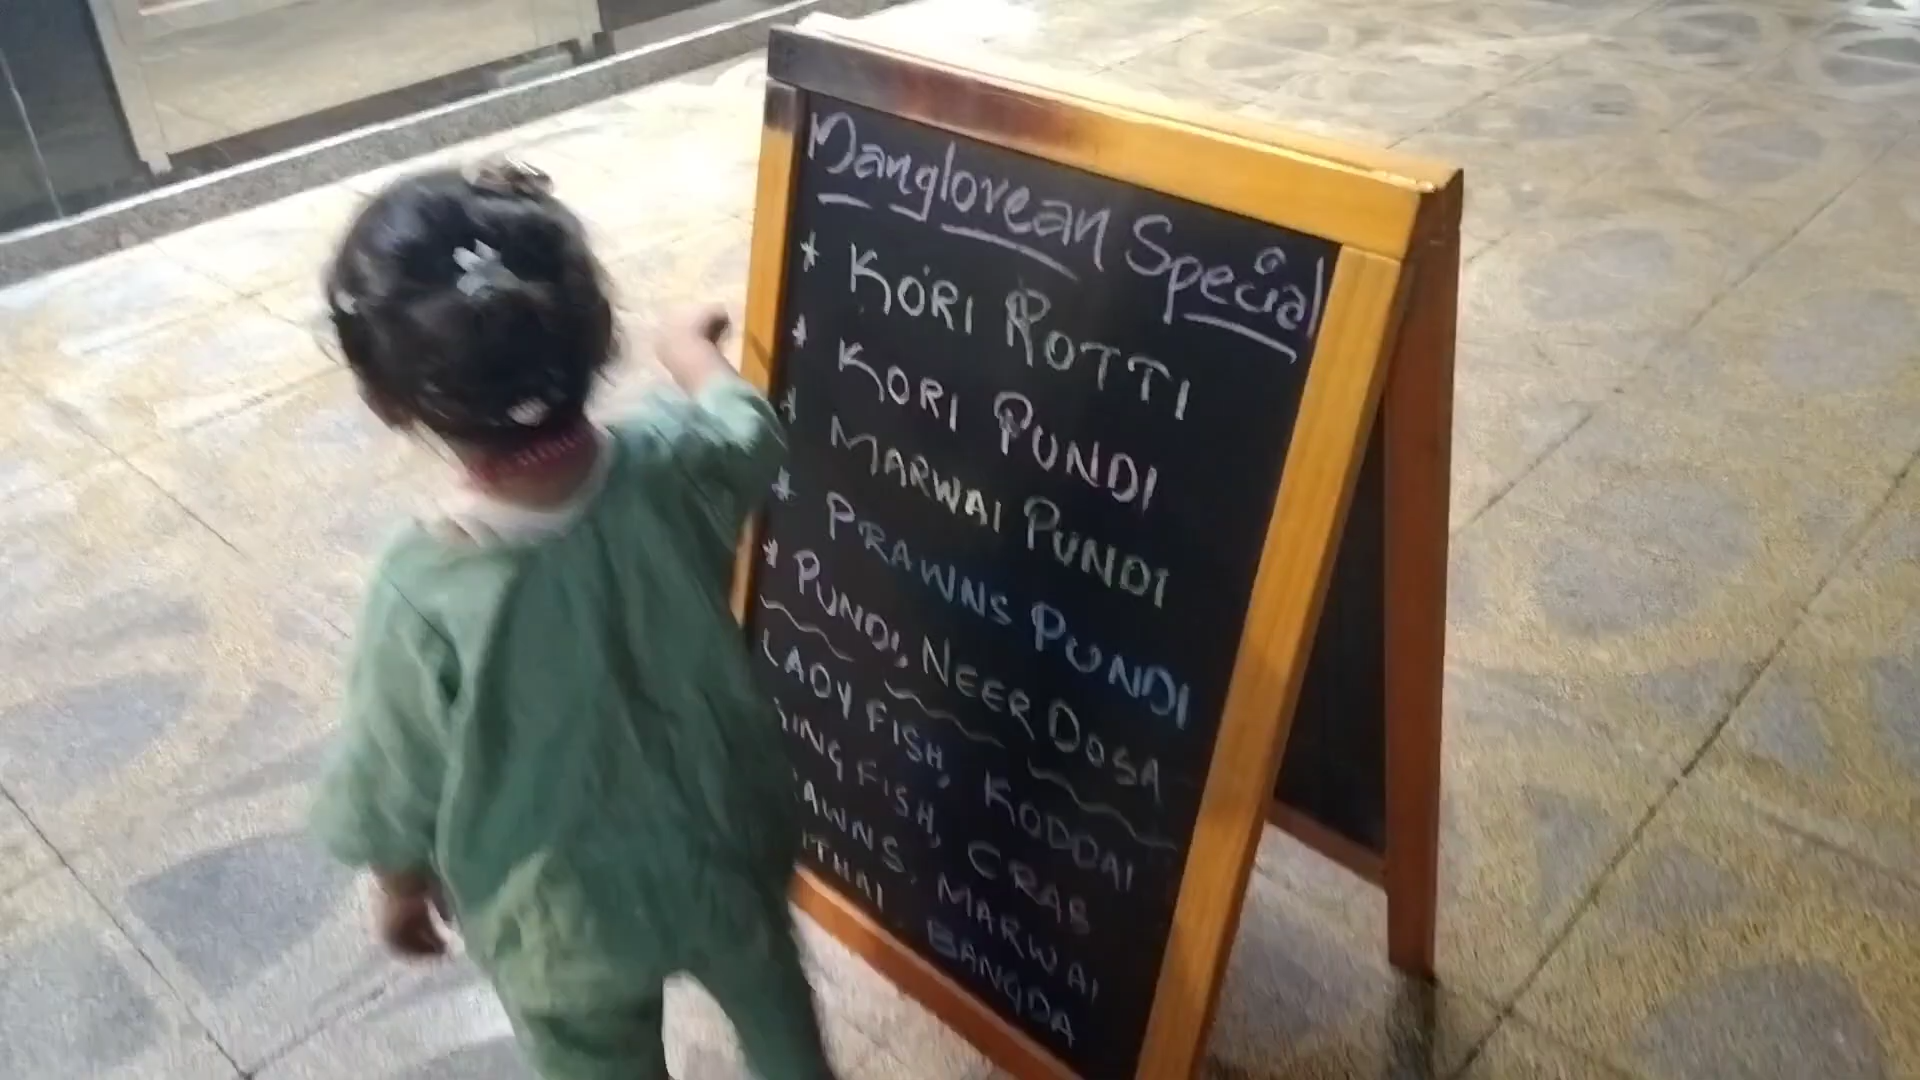 Manglorean Special
* KORI ROTTI
* KORI PUNDI
* MARWAI PUNDI
* PRAWNS PUNDI
* PUNDI, NEER DOSA
LADY FISH, KODDAI
FISH, CRAB
MARWAI
BANGDA